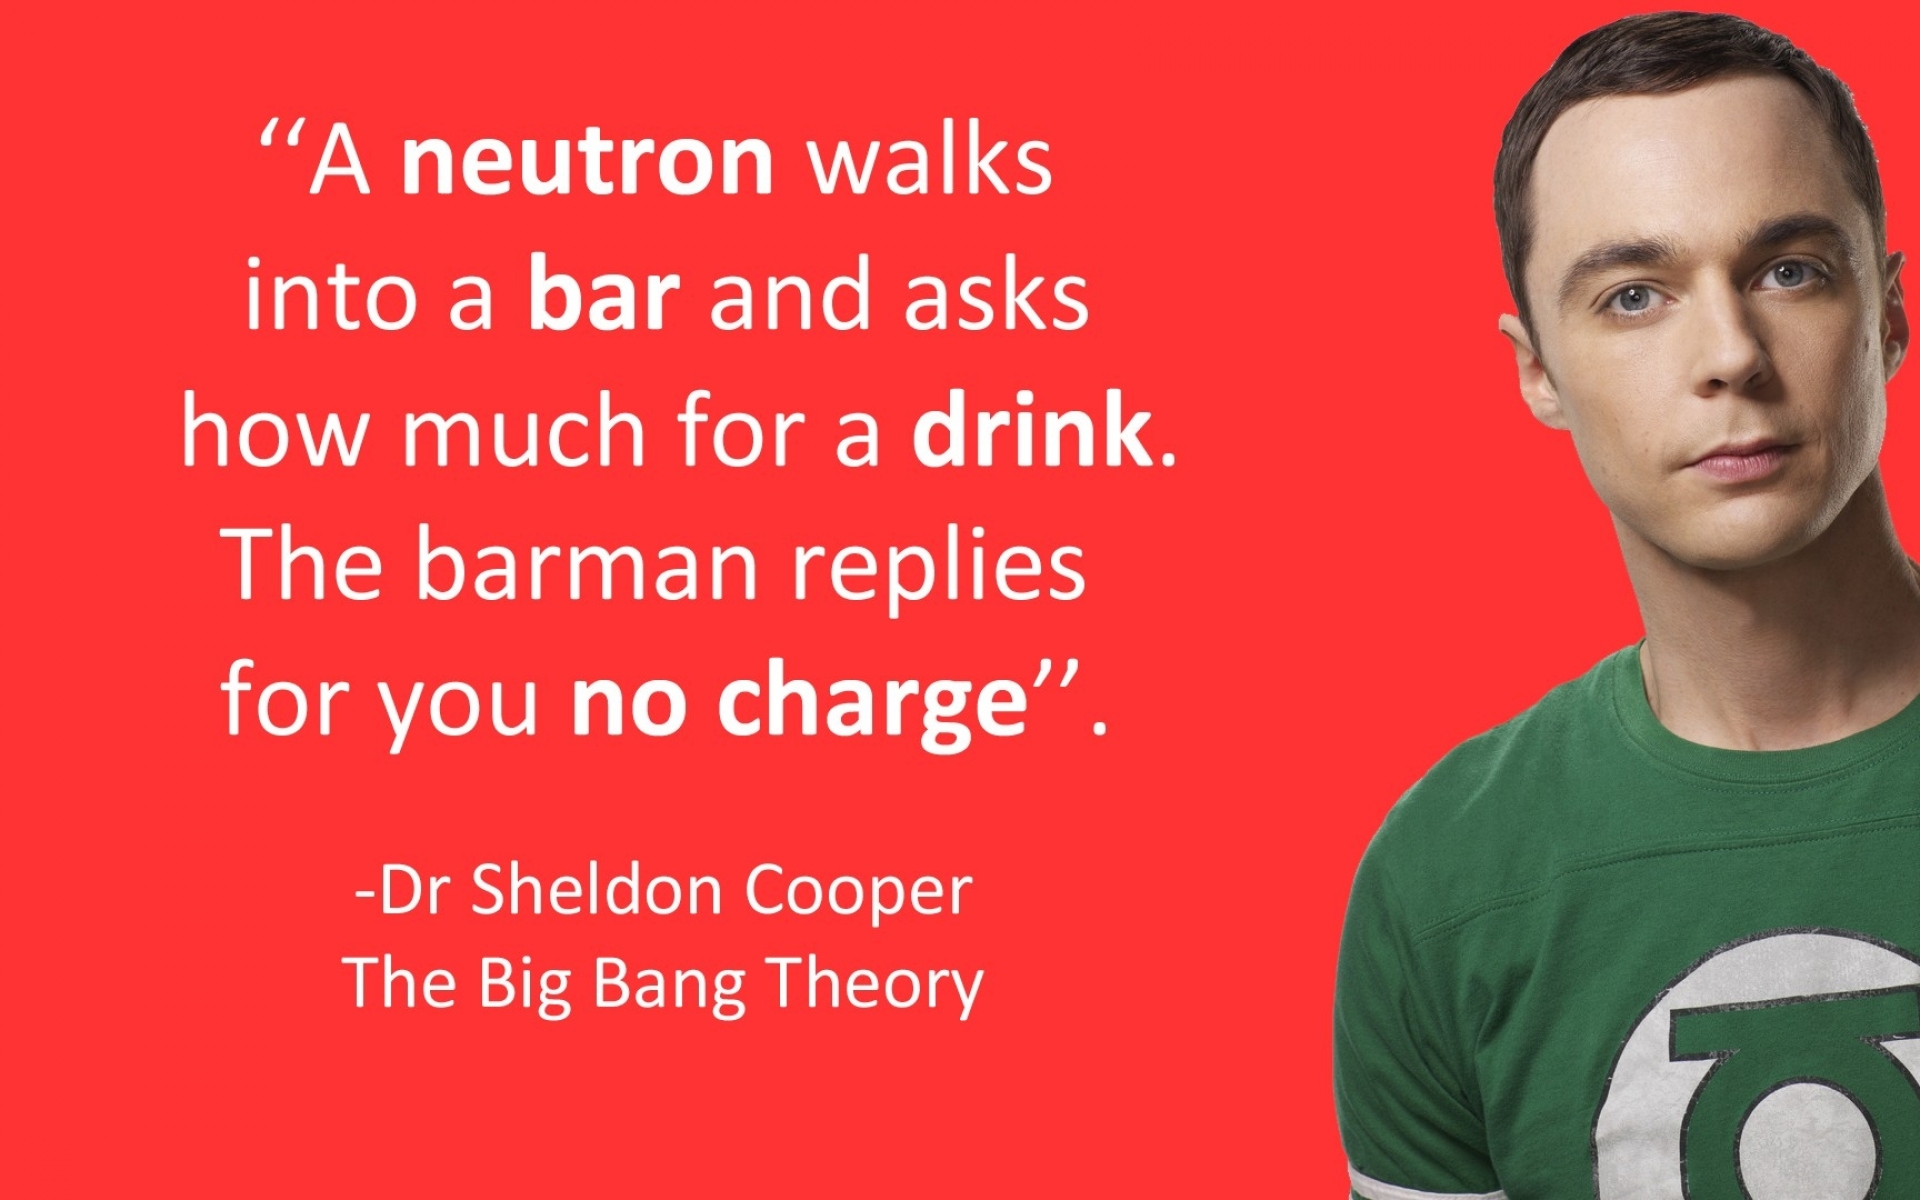 “A neutron walks
into a bar and asks
how much for a drink.
The barman replies
for you no charge”.
-Dr Sheldon Cooper
The Big Bang Theory